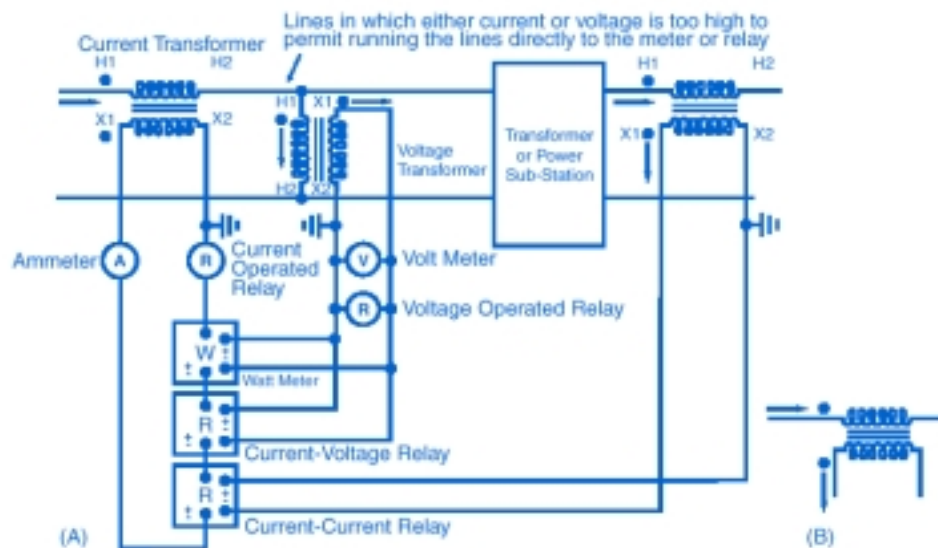 Lines in which either current or voltage is too high to
permit running the lines directly to the meter or relay
Current Transformer
H1
H2
X1
X2
H1
X1
H2
X2
Voltage
Transformer
Transformer
or Power
Sub-Station
H1
H2
X1
X2
Ammeter
A
R
Current
Operated
Relay
V
Volt Meter
R
Voltage Operated Relay
W
±
±
Watt Meter
R
±
±
Current-Voltage Relay
R
±
±
Current-Current Relay
(A)
(B)